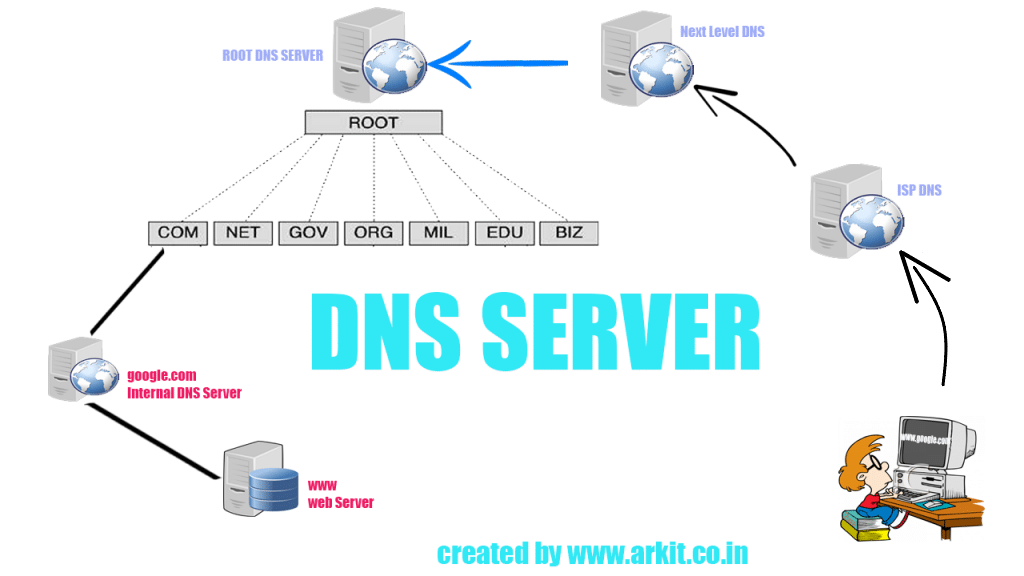 ROOT DNS SERVER
Next Level DNS
ROOT
ISP DNS
COM NET GOV ORG MIL EDU BIZ
DNS SERVER
google.com
Internal DNS Server
www.google.com
www
web Server
created by www.arkit.co.in